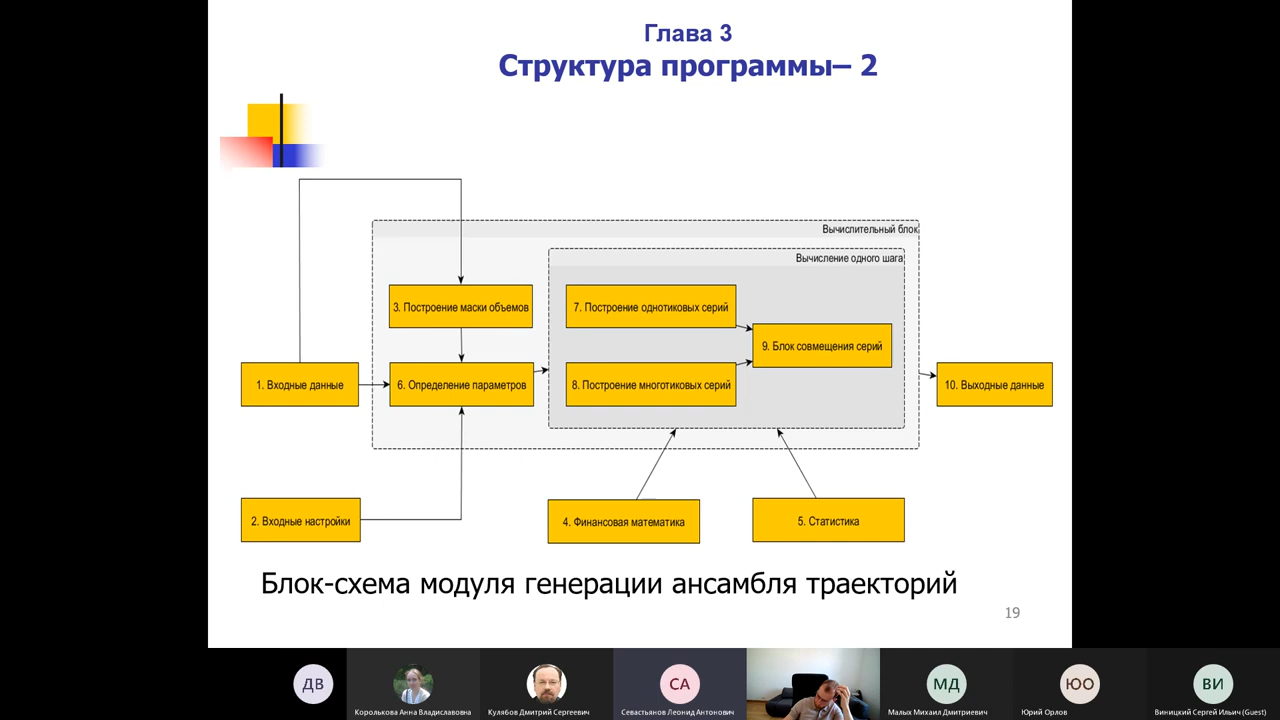 Глава 3
Структура программы– 2
Вычислительный блок
Вычисление одного шага
3. Построение маски объемов
7. Построение однотиковых серий
9. Блок совмещения серий
1. Входные данные
6. Определение параметров
8. Построение многотиковых серий
10. Выходные данные
2. Входные настройки
4. Финансовая математика
5. Статистика
Блок-схема модуля генерации ансамбля траекторий
19
ДВ
СА
МД
ЮО
ВИ
Королькова Анна Владиславовна
Кулябов Дмитрий Сергеевич
Севастьянов Леонид Антонович
Малых Михаил Дмитриевич
Юрий Орлов
Виницкий Сергей Ильич (Guest)